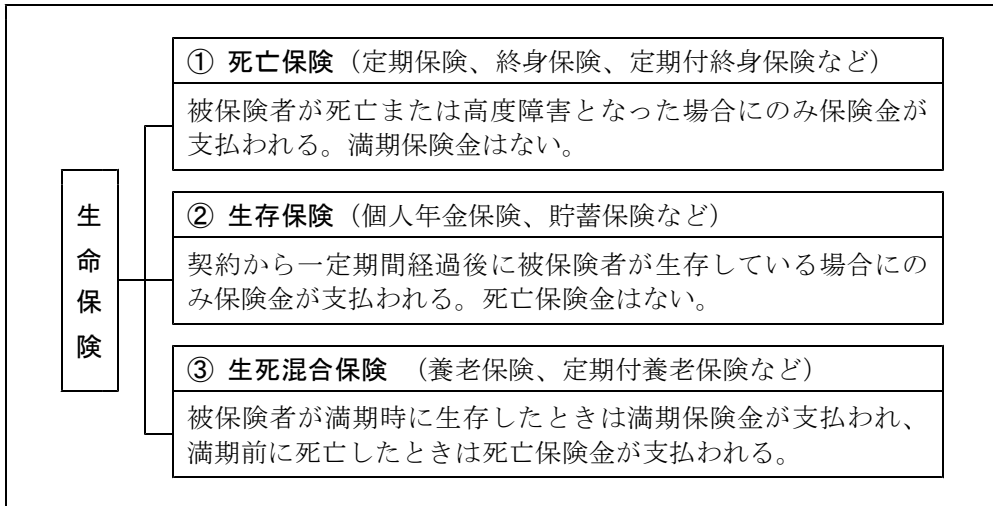 生命保険
① 死亡保険（定期保険、終身保険、定期付終身保険など）
被保険者が死亡または高度障害となった場合にのみ保険金が
支払われる。満期保険金はない。
② 生存保険（個人年金保険、貯蓄保険など）
契約から一定期間経過後に被保険者が生存している場合にの
み保険金が支払われる。死亡保険金はない。
③ 生死混合保険　（養老保険、定期付養老保険など）
被保険者が満期時に生存したときは満期保険金が支払われ、
満期前に死亡したときは死亡保険金が支払われる。